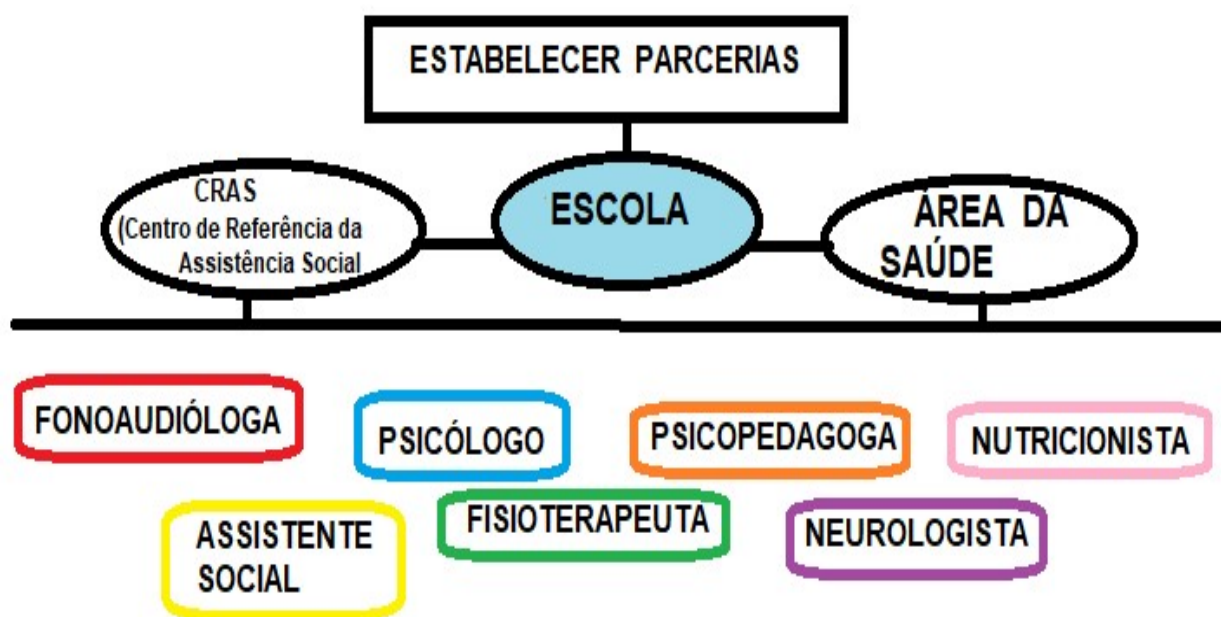 ESTABELECER PARCERIAS
CRAS
(Centro de Referência da
Assistência Social
ESCOLA
ÁREA DA
SAÚDE
FONOAUDIÓLOGA
PSICÓLOGO
PSICOPEDAGOGA
NUTRICIONISTA
ASSISTENTE
SOCIAL
FISIOTERAPEUTA
NEUROLOGISTA